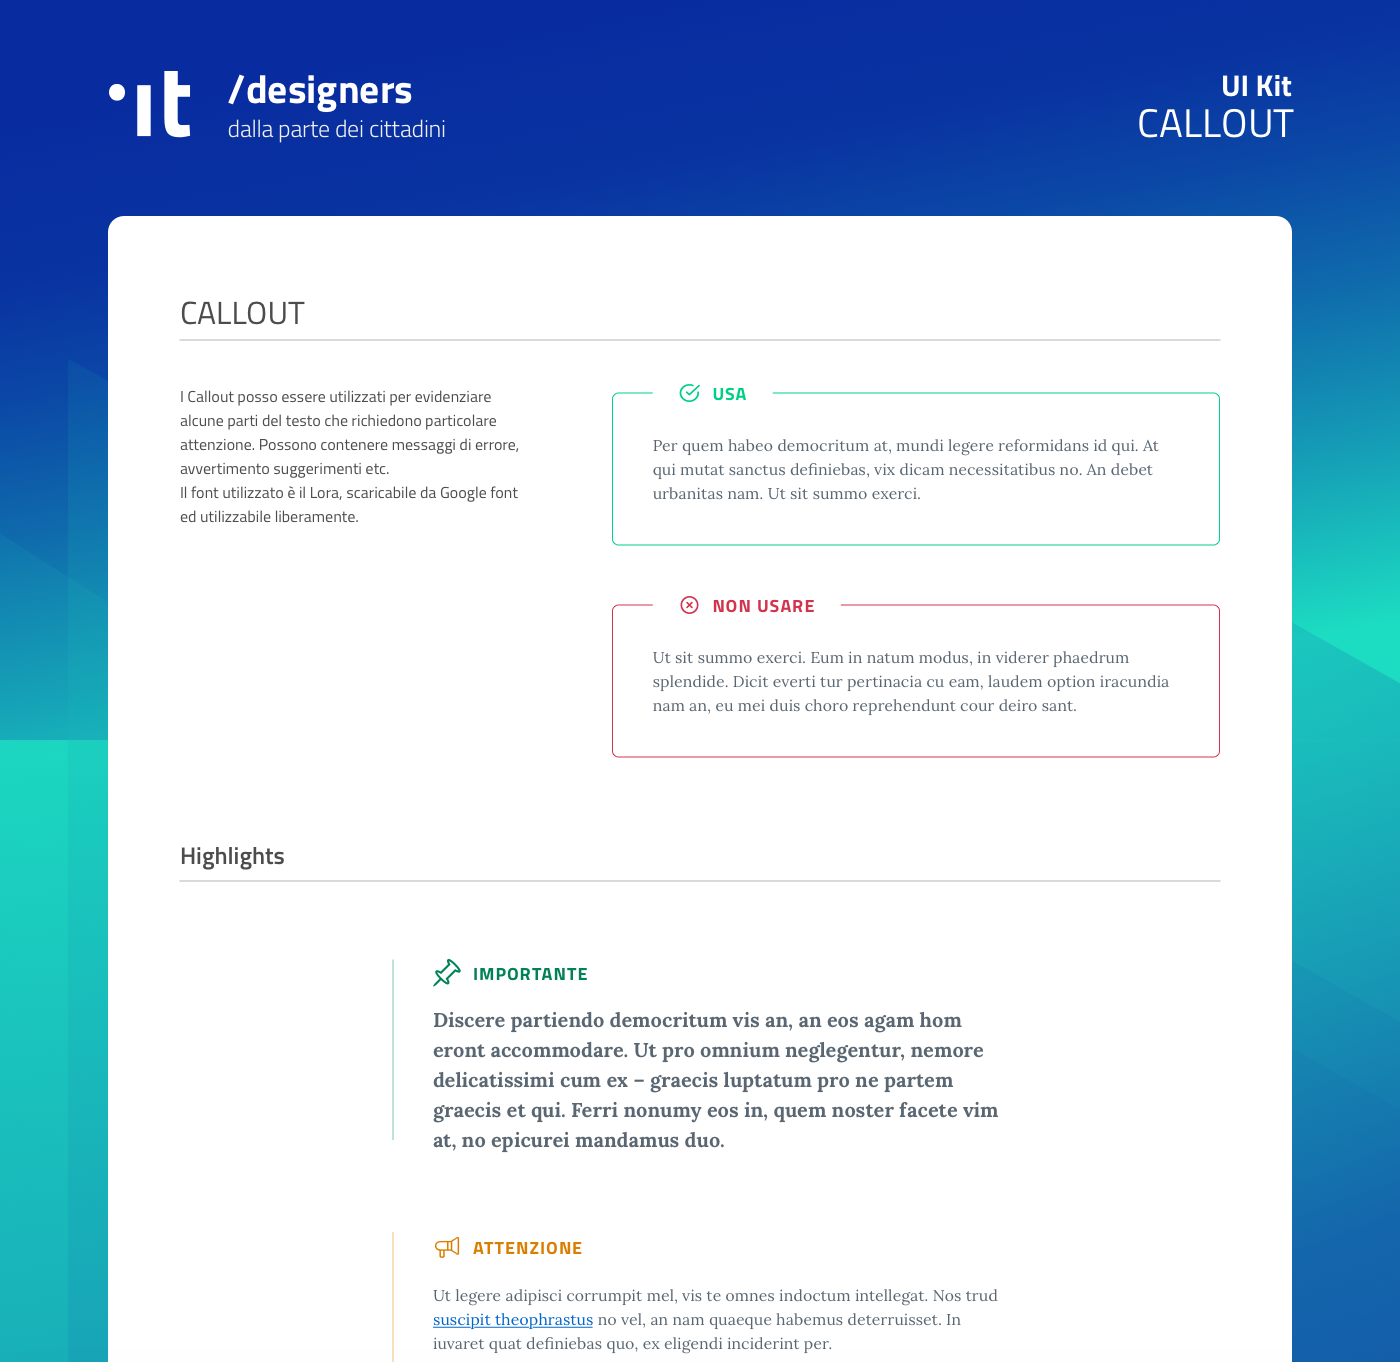 ·it
/designers
dalla parte dei cittadini
UI Kit
CALLOUT
CALLOUT
I Callout posso essere utilizzati per evidenziare
alcune parti del testo che richiedono particolare
attenzione. Possono contenere messaggi di errore,
avvertimento suggerimenti etc.
Il font utilizzato è il Lora, scaricabile da Google font
ed utilizzabile liberamente.
USA
Per quem habeo democritum at, mundi legere reformidans id qui. At
qui mutat sanctus definiebas, vix dicam necessitatibus no. An debet
urbanitas nam. Ut sit summo exerci.
NON USARE
Ut sit summo exerci. Eum in natum modus, in viderer phaedrum
splendide. Dicit everti tur pertinacia cu eam, laudem option iracundia
nam an, eu mei duis choro reprehendunt cour deiro sant.
Highlights
IMPORTANTE
Discere partiendo democritum vis an, an eos agam hom
eront accommodare. Ut pro omnium neglegentur, nemore
delicatissimi cum ex – graecis luptatum pro ne partem
graecis et qui. Ferri nonumy eos in, quem noster facete vim
at, no epicurei mandamus duo.
ATTENZIONE
Ut legere adipisci corrumpit mel, vis te omnes indoctum intellegat. Nos trud
suscipit theophrastus no vel, an nam quaeque habemus deterruisset. In
iuvaret quat definiebas quo, ex eligendi inciderint per.